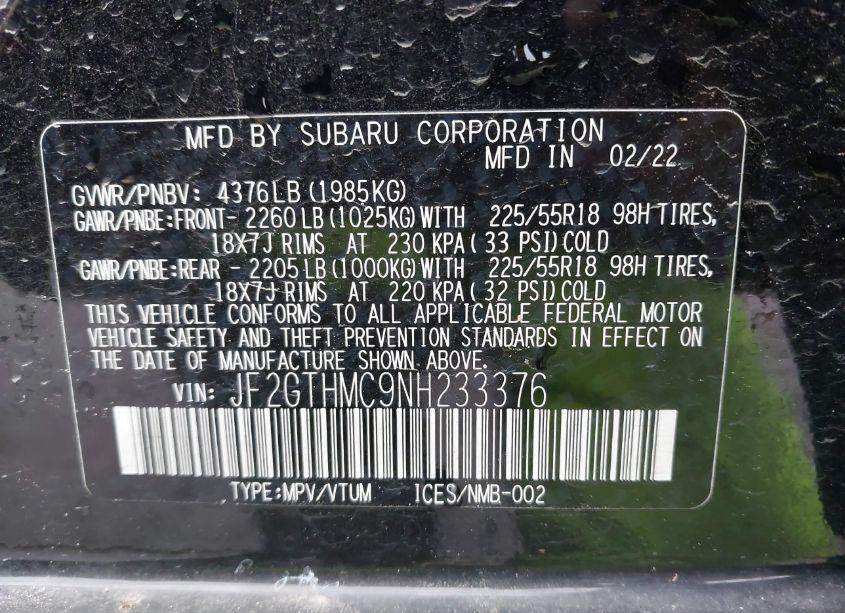 MFD BY SUBARU CORPORATION
MFD IN 02/22
GVWR/PNBV: 4376LB (1985KG)
GAWR/PNBE:FRONT- 2260 LB (1025KG) WITH 225/55R18 98H TIRES,
18X7J RIMS AT 230 KPA ( 33 PSI) COLD
GAWR/PNBE:REAR - 2205 LB (1000KG) WITH 225/55R18 98H TIRES,
18X7J RIMS AT 220 KPA ( 32 PSI) COLD
THIS VEHICLE CONFORMS TO ALL APPLICABLE FEDERAL MOTOR
VEHICLE SAFETY AND THEFT PREVENTION STANDARDS IN EFFECT ON
THE DATE OF MANUFACTURE SHOWN ABOVE.
VIN: JF2GTHMC9NH233376
TYPE:MPV/VTUM ICES/NMB-002